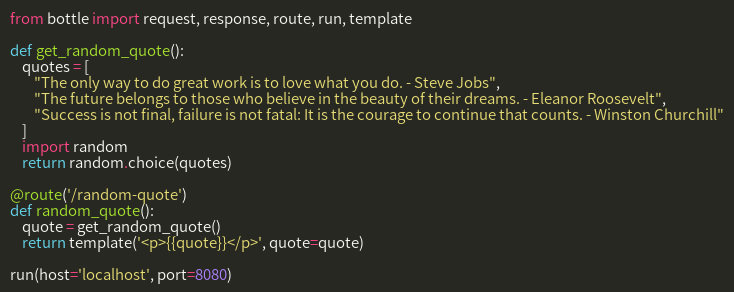 from bottle import request, response, route, run, template

def get_random_quote():
    quotes = [
        "The only way to do great work is to love what you do. - Steve Jobs",
        "The future belongs to those who believe in the beauty of their dreams. - Eleanor Roosevelt",
        "Success is not final, failure is not fatal: It is the courage to continue that counts. - Winston Churchill"
    ]
    import random
    return random.choice(quotes)

@route('/random-quote')
def random_quote():
    quote = get_random_quote()
    return template('<p>{{quote}}</p>', quote=quote)

run(host='localhost', port=8080)